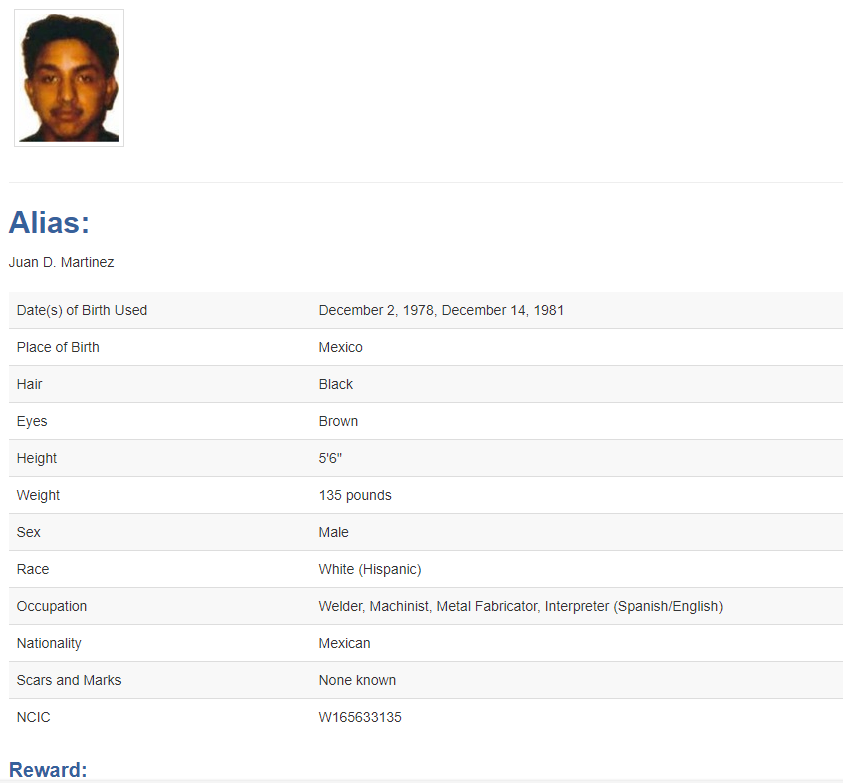 Alias:
Juan D. Martinez
Date(s) of Birth Used December 2, 1978, December 14, 1981
Place of Birth Mexico
Hair Black
Eyes Brown
Height 5'6"
Weight 135 pounds
Sex Male
Race White (Hispanic)
Occupation Welder, Machinist, Metal Fabricator, Interpreter (Spanish/English)
Nationality Mexican
Scars and Marks None known
NCIC W165633135
Reward: